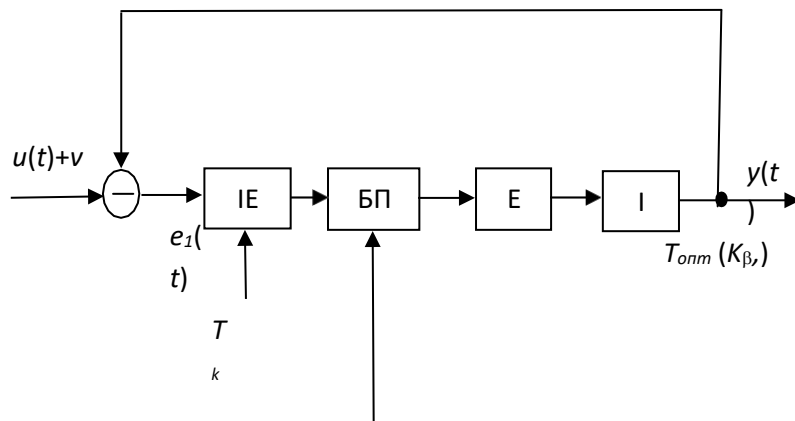 u(t)+v
IE
БП
E
I
y(t
)
e₁(
t)
Tопт (Kβ,)
T
k